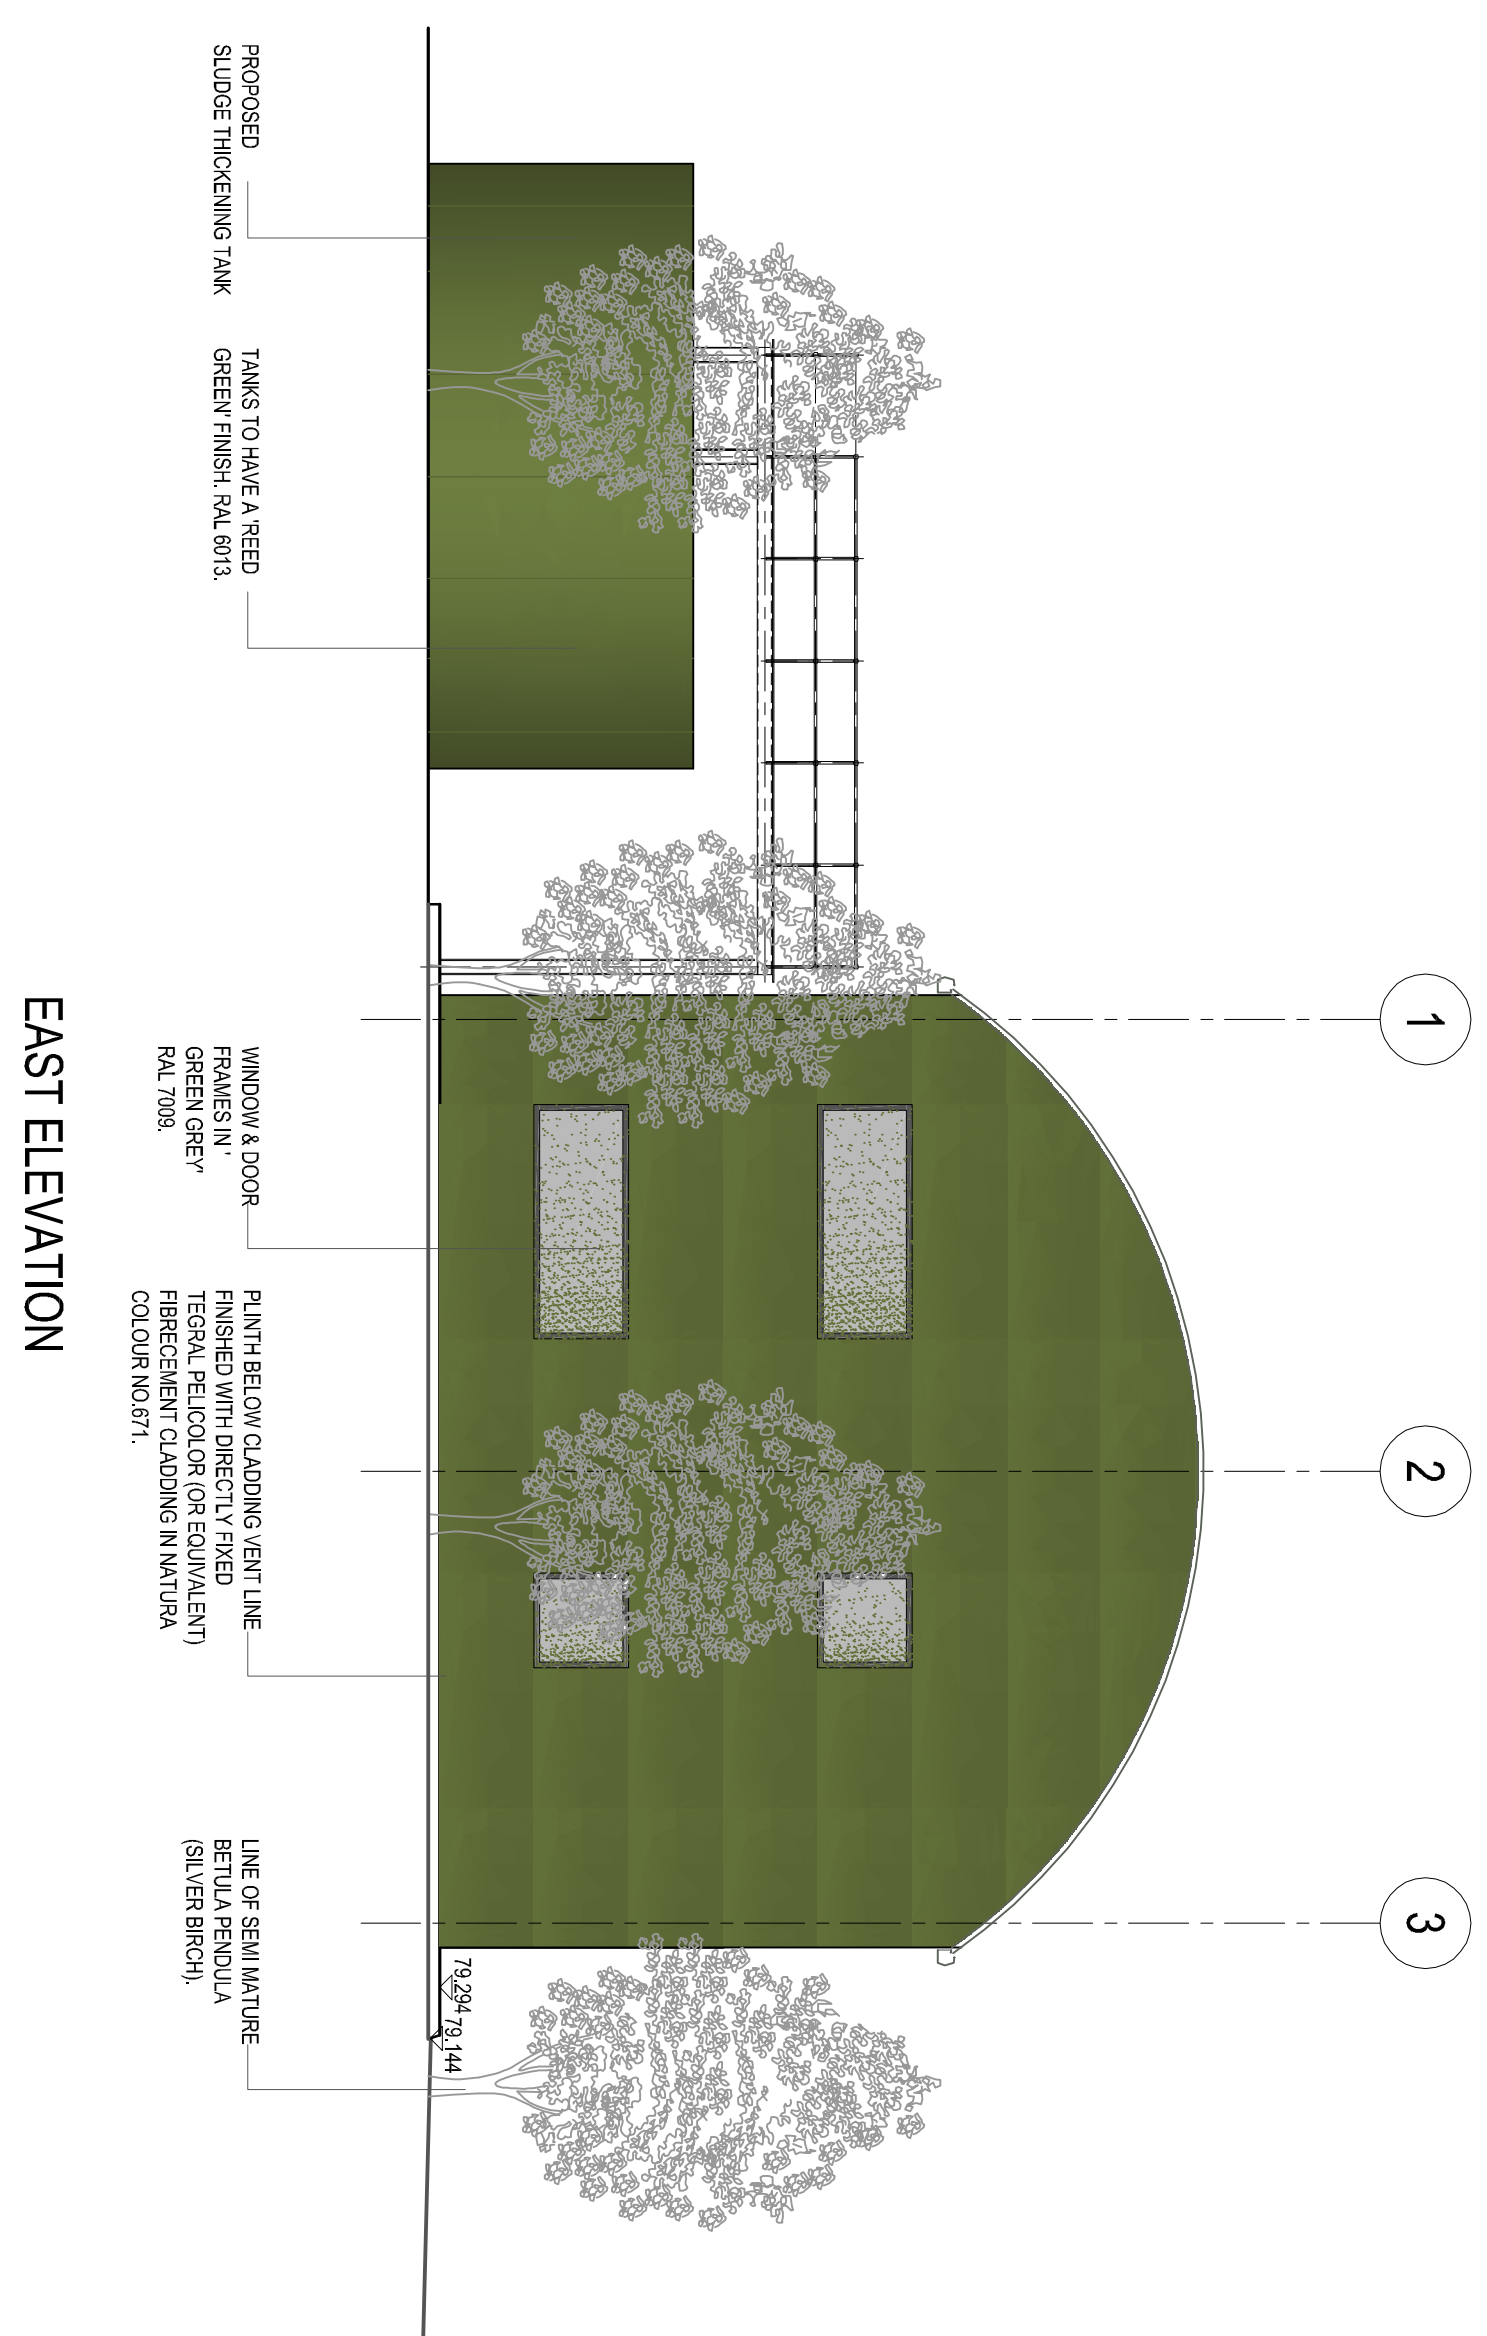 1
2
3
79.294
79.144
PROPOSED
SLUDGE THICKENING TANK
TANKS TO HAVE A 'REED
GREEN' FINISH. RAL 6013.
WINDOW & DOOR
FRAMES IN '
GREEN GREY'
RAL 7009.
PLINTH BELOW CLADDING VENT LINE
FINISHED WITH DIRECTLY FIXED
TEGRAL PELICOLOR (OR EQUIVALENT)
FIBRECEMENT CLADDING IN NATURA
COLOUR NO.671.
LINE OF SEMI MATURE
BETULA PENDULA
(SILVER BIRCH).
EAST ELEVATION